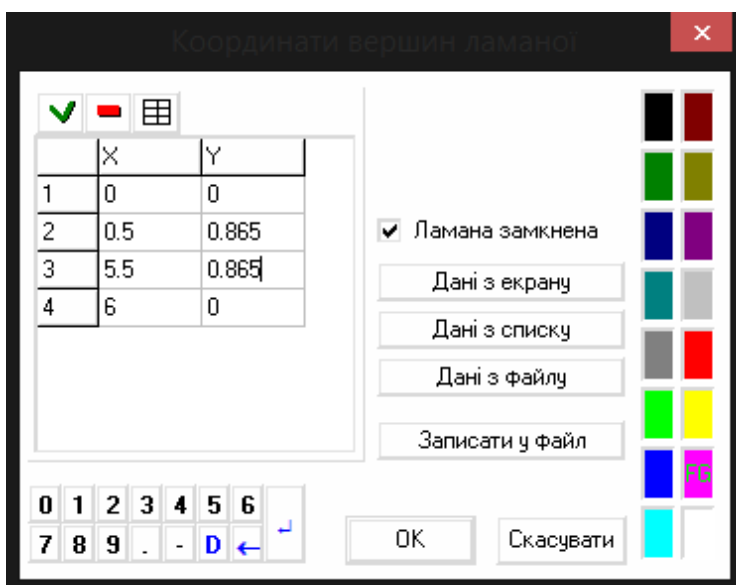 Координати вершин ламаної
X Y
1 0 0
2 0.5 0.865
3 5.5 0.865
4 6 0
Ламана замкнена
Дані з екрану
Дані з списку
Дані з файлу
Записати у файл
FG
0 1 2 3 4 5 6
7 8 9 . - D ←
OK Скасувати